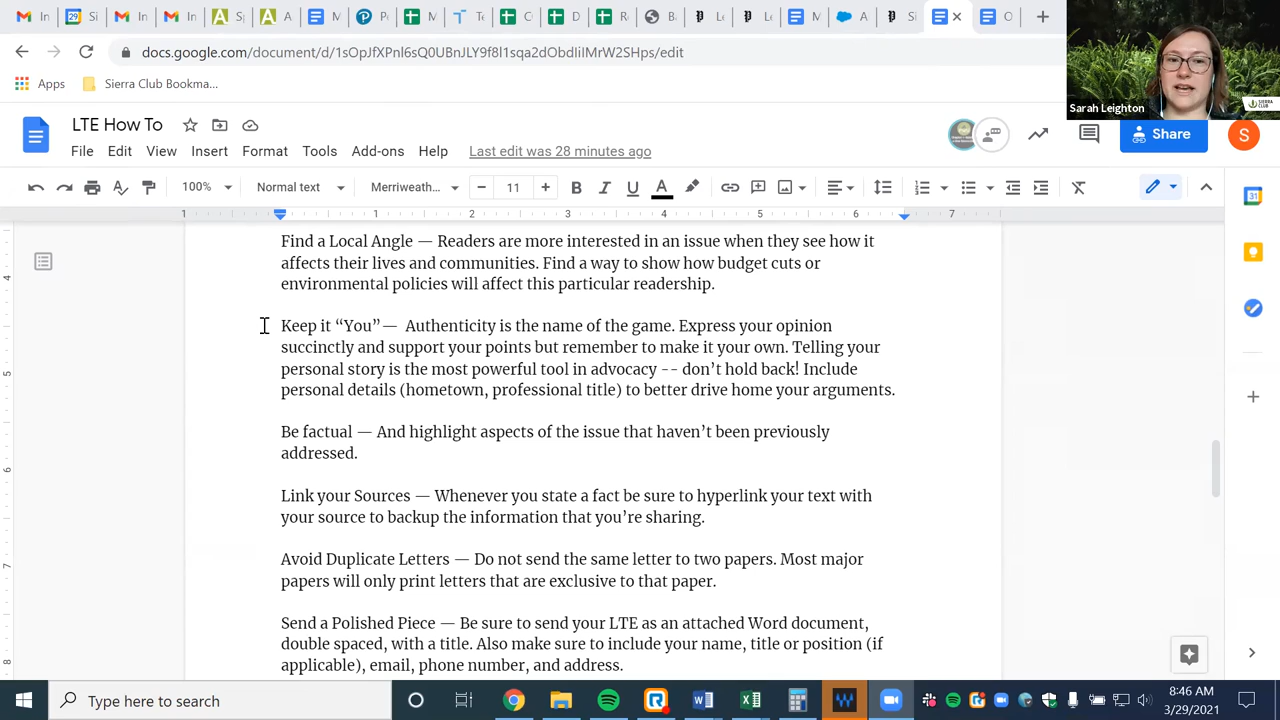 docs.google.com/document/d/1sOpJfXPnl6sQ0UBnJLY9f8l1sqa2dObdIiIMrW2SHps/edit
Apps
Sierra Club Bookma...
Sarah Leighton
SIERRA CLUB
LTE How To
File Edit View Insert Tools Add-ons Help Last edit was 28 minutes ago
Share
S
100% Normal text Merriweath... 11 B I U A
31
1 1 2 3 4 5 6 7
Find a Local Angle — Readers are more interested in an issue when they see how it
affects their lives and communities. Find a way to show how budget cuts or
environmental policies will affect this particular readership.
Keep it “You”— Authenticity is the name of the game. Express your opinion
succinctly and support your points but remember to make it your own. Telling your
personal story is the most powerful tool in advocacy -- don’t hold back! Include
personal details (hometown, professional title) to better drive home your arguments.
Be factual — And highlight aspects of the issue that haven’t been previously
addressed.
Link your Sources — Whenever you state a fact be sure to hyperlink your text with
your source to backup the information that you’re sharing.
Avoid Duplicate Letters — Do not send the same letter to two papers. Most major
papers will only print letters that are exclusive to that paper.
Send a Polished Piece — Be sure to send your LTE as an attached Word document,
double spaced, with a title. Also make sure to include your name, title or position (if
applicable), email, phone number, and address.
Type here to search
8:46 AM
3/29/2021